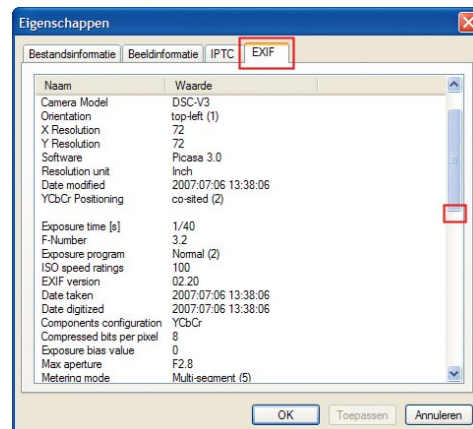 Eigenschappen
Bestandsinformatie Beeldinformatie IPTC EXIF
Naam Waarde
Camera Model DSC-V3
Orientation top-left (1)
X Resolution 72
Y Resolution 72
Software Picasa 3.0
Resolution unit Inch
Date modified 2007:07:06 13:38:06
YCbCr Positioning co-sited (2)
Exposure time [s] 1/40
F-Number 3.2
Exposure program Normal (2)
ISO speed ratings 100
EXIF version 02.20
Date taken 2007:07:06 13:38:06
Date digitized 2007:07:06 13:38:06
Components configuration YCbCr
Compressed bits per pixel 8
Exposure bias value 0
Max aperture F2.8
Metering mode Multi-segment (5)
OK Toepassen Annuleren